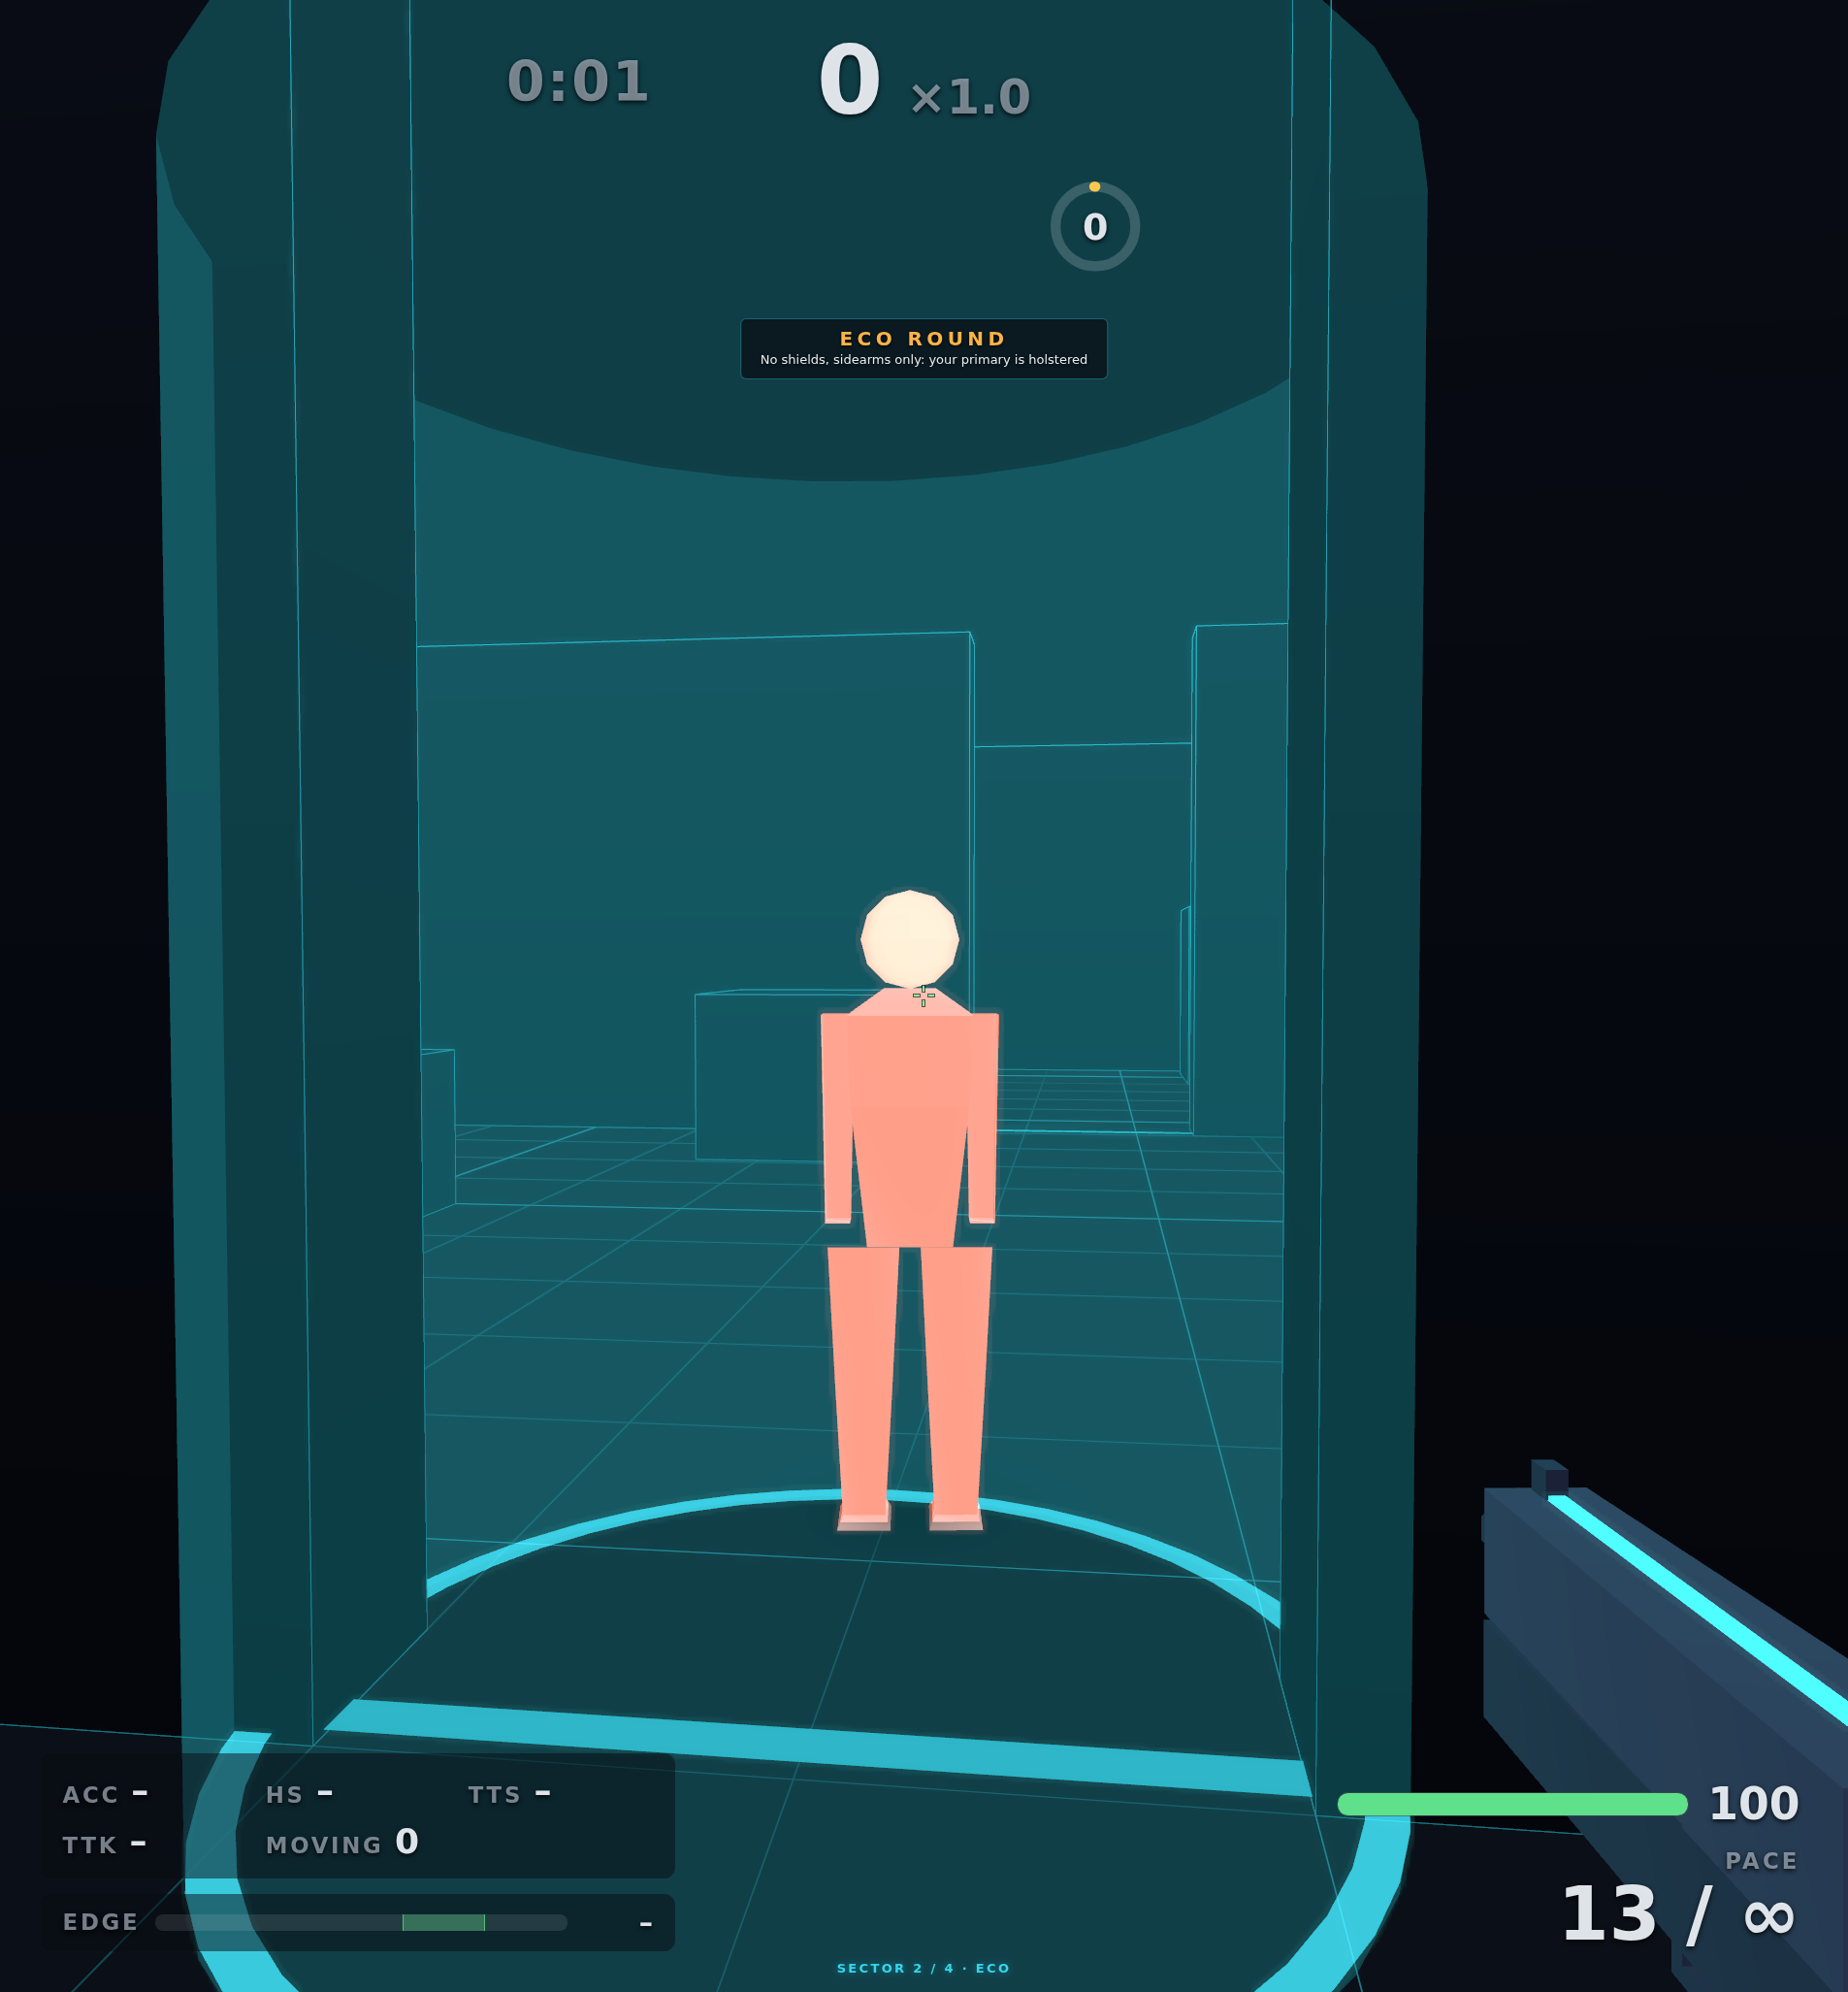 0:01 0 ×1.0
0
ECO ROUND
No shields, sidearms only: your primary is holstered
ACC – HS – TTS –
TTK – MOVING 0
EDGE –
100
PACE
13 / ∞
SECTOR 2 / 4 · ECO